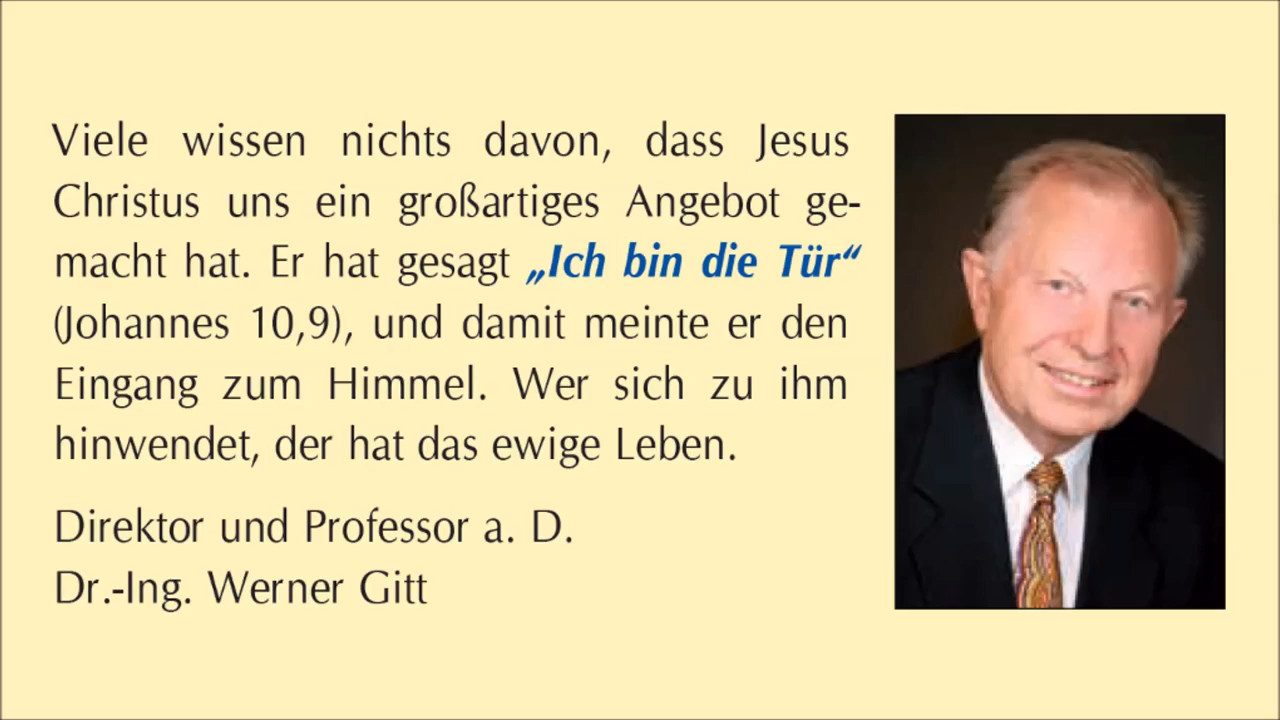 Viele wissen nichts davon, dass Jesus
Christus uns ein großartiges Angebot ge-
macht hat. Er hat gesagt „Ich bin die Tür“
(Johannes 10,9), und damit meinte er den
Eingang zum Himmel. Wer sich zu ihm
hinwendet, der hat das ewige Leben.
Direktor und Professor a. D.
Dr.-Ing. Werner Gitt